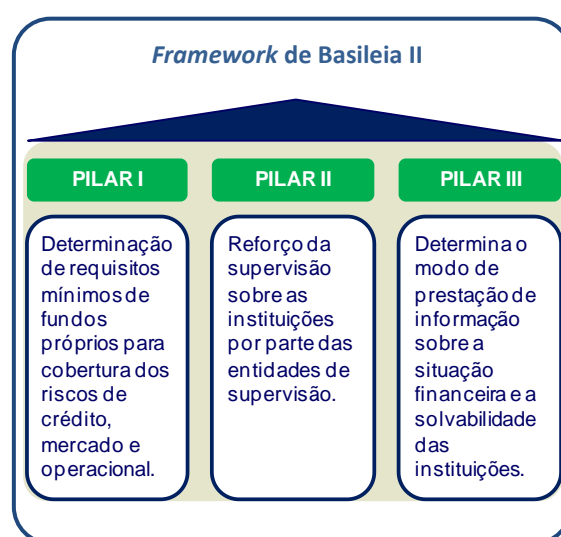 Framework de Basileia II
PILAR I
PILAR II
PILAR III
Determinação
de requisitos
mínimos de
fundos
próprios para
cobertura dos
riscos de
crédito,
mercado e
operacional.
Reforço da
supervisão
sobre as
instituições
por parte das
entidades de
supervisão.
Determina o
modo de
prestação de
informação
sobre a
situação
financeira e a
solvabilidade
das
instituições.